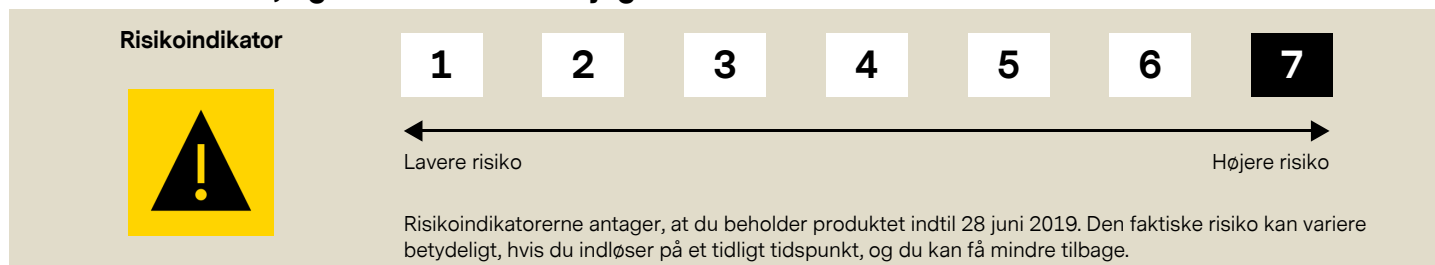 Risikoindikator
1 2 3 4 5 6 7
Lavere risiko Højere risiko
Risikoindikatorerne antager, at du beholder produktet indtil 28 juni 2019. Den faktiske risiko kan variere
betydeligt, hvis du indløser på et tidligt tidspunkt, og du kan få mindre tilbage.